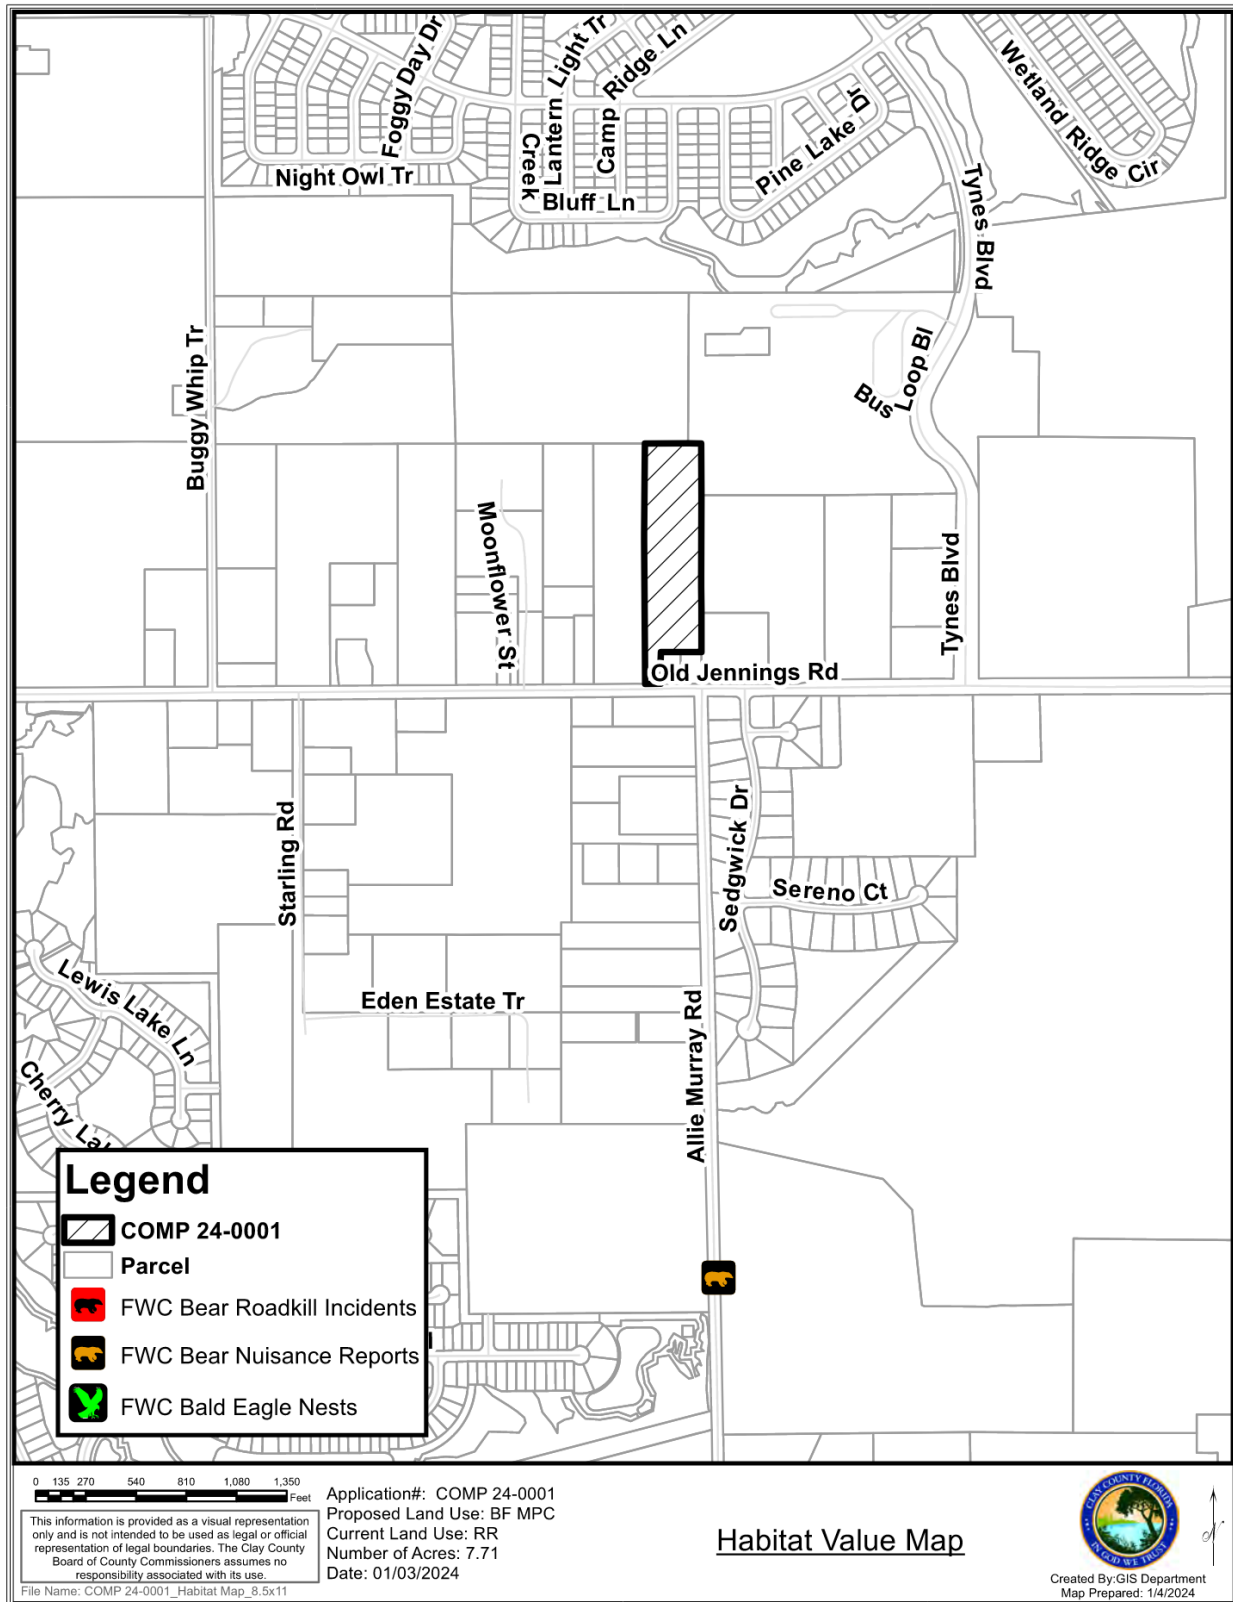 Foggy Day Dr
Lantern Light Tr
Camp Ridge Ln
Wetland Ridge Cir
Creek
Bluff Ln
Night Owl Tr
Pine Lake Dr
Tynes Blvd
Buggy Whip Tr
Bus Loop Bl
Moonflower St
Tynes Blvd
Old Jennings Rd
Starling Rd
Sedgwick Dr
Sereno Ct
Lewis Lake Ln
Eden Estate Tr
Allie Murray Rd
Cherry La
Legend
COMP 24-0001
Parcel
FWC Bear Roadkill Incidents
FWC Bear Nuisance Reports
FWC Bald Eagle Nests
0 135 270 540 810 1,080 1,350
Feet
This information is provided as a visual representation
only and is not intended to be used as legal or official
representation of legal boundaries. The Clay County
Board of County Commissioners assumes no
responsibility associated with its use.
File Name: COMP 24-0001_Habitat Map_8.5x11
Application#: COMP 24-0001
Proposed Land Use: BF MPC
Current Land Use: RR
Number of Acres: 7.71
Date: 01/03/2024
Habitat Value Map
CLAY COUNTY FLORIDA
IN GOD WE TRUST
N
Created By:GIS Department
Map Prepared: 1/4/2024